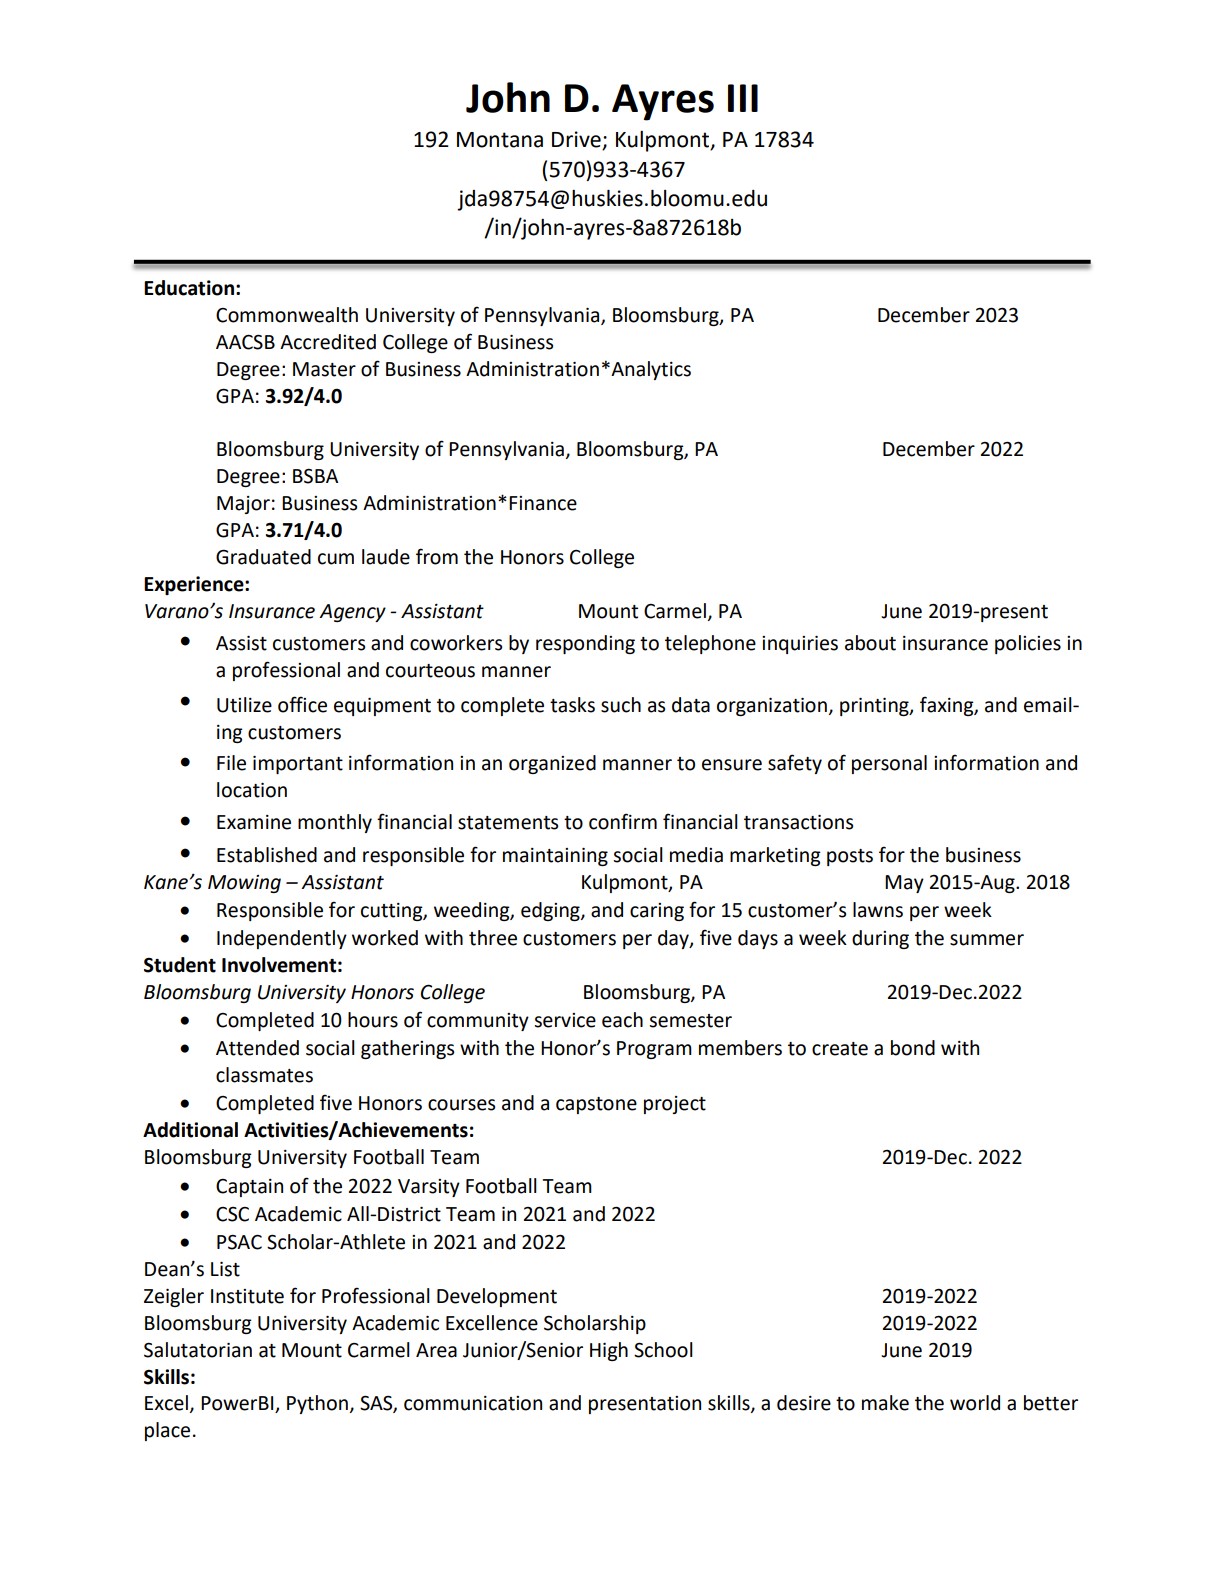 John D. Ayres III
192 Montana Drive; Kulpmont, PA 17834
(570)933-4367
jda98754@huskies.bloomu.edu
/in/john-ayres-8a872618b
Education:
Commonwealth University of Pennsylvania, Bloomsburg, PA December 2023
AACSB Accredited College of Business
Degree: Master of Business Administration*Analytics
GPA: 3.92/4.0
Bloomsburg University of Pennsylvania, Bloomsburg, PA December 2022
Degree: BSBA
Major: Business Administration*Finance
GPA: 3.71/4.0
Graduated cum laude from the Honors College
Experience:
Varano’s Insurance Agency - Assistant Mount Carmel, PA June 2019-present
• Assist customers and coworkers by responding to telephone inquiries about insurance policies in
a professional and courteous manner
• Utilize office equipment to complete tasks such as data organization, printing, faxing, and email-
ing customers
• File important information in an organized manner to ensure safety of personal information and
location
• Examine monthly financial statements to confirm financial transactions
• Established and responsible for maintaining social media marketing posts for the business
Kane’s Mowing – Assistant Kulpmont, PA May 2015-Aug. 2018
• Responsible for cutting, weeding, edging, and caring for 15 customer’s lawns per week
• Independently worked with three customers per day, five days a week during the summer
Student Involvement:
Bloomsburg University Honors College Bloomsburg, PA 2019-Dec.2022
• Completed 10 hours of community service each semester
• Attended social gatherings with the Honor’s Program members to create a bond with
classmates
• Completed five Honors courses and a capstone project
Additional Activities/Achievements:
Bloomsburg University Football Team 2019-Dec. 2022
• Captain of the 2022 Varsity Football Team
• CSC Academic All-District Team in 2021 and 2022
• PSAC Scholar-Athlete in 2021 and 2022
Dean’s List
Zeigler Institute for Professional Development 2019-2022
Bloomsburg University Academic Excellence Scholarship 2019-2022
Salutatorian at Mount Carmel Area Junior/Senior High School June 2019
Skills:
Excel, PowerBI, Python, SAS, communication and presentation skills, a desire to make the world a better
place.